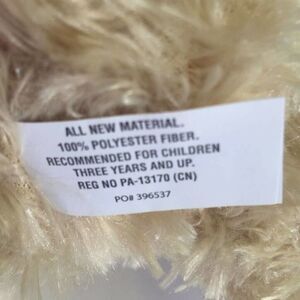 ALL NEW MATERIAL.
100% POLYESTER FIBER.
RECOMMENDED FOR CHILDREN
THREE YEARS AND UP.
REG NO PA-13170 (CN)
PO# 396537